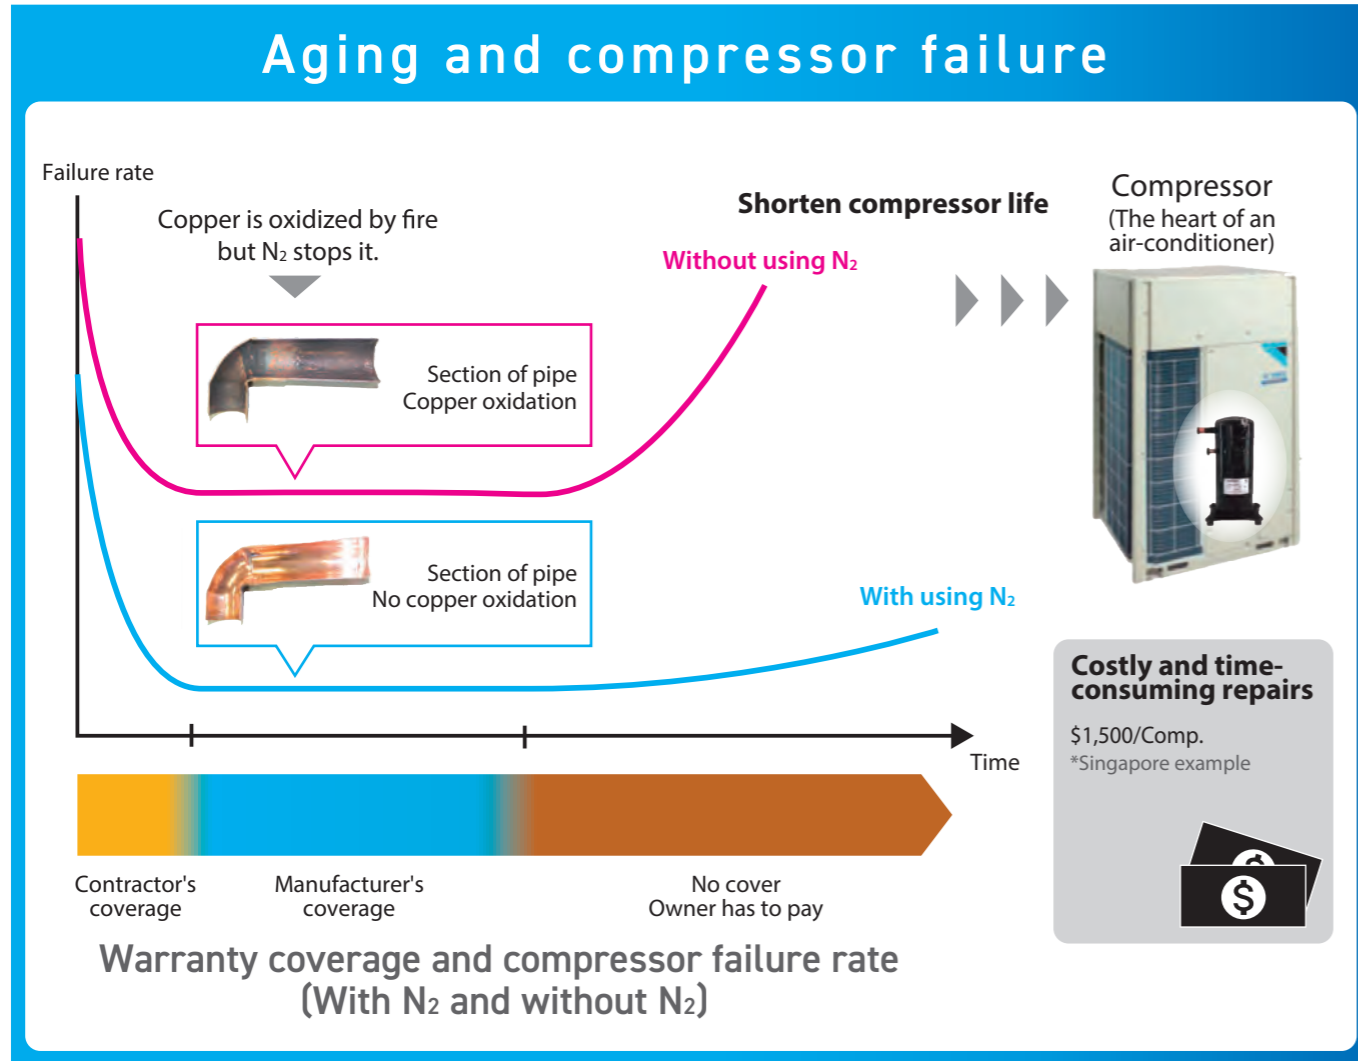 Aging and compressor failure
Failure rate
Copper is oxidized by fire
but N₂ stops it.
Shorten compressor life
Without using N₂
Compressor
(The heart of an
air-conditioner)
Section of pipe
Copper oxidation
Section of pipe
No copper oxidation
With using N₂
Costly and time-
consuming repairs
$1,500/Comp.
*Singapore example
Time
$
$
Contractor's
coverage
Manufacturer's
coverage
No cover
Owner has to pay
Warranty coverage and compressor failure rate
(With N₂ and without N₂)